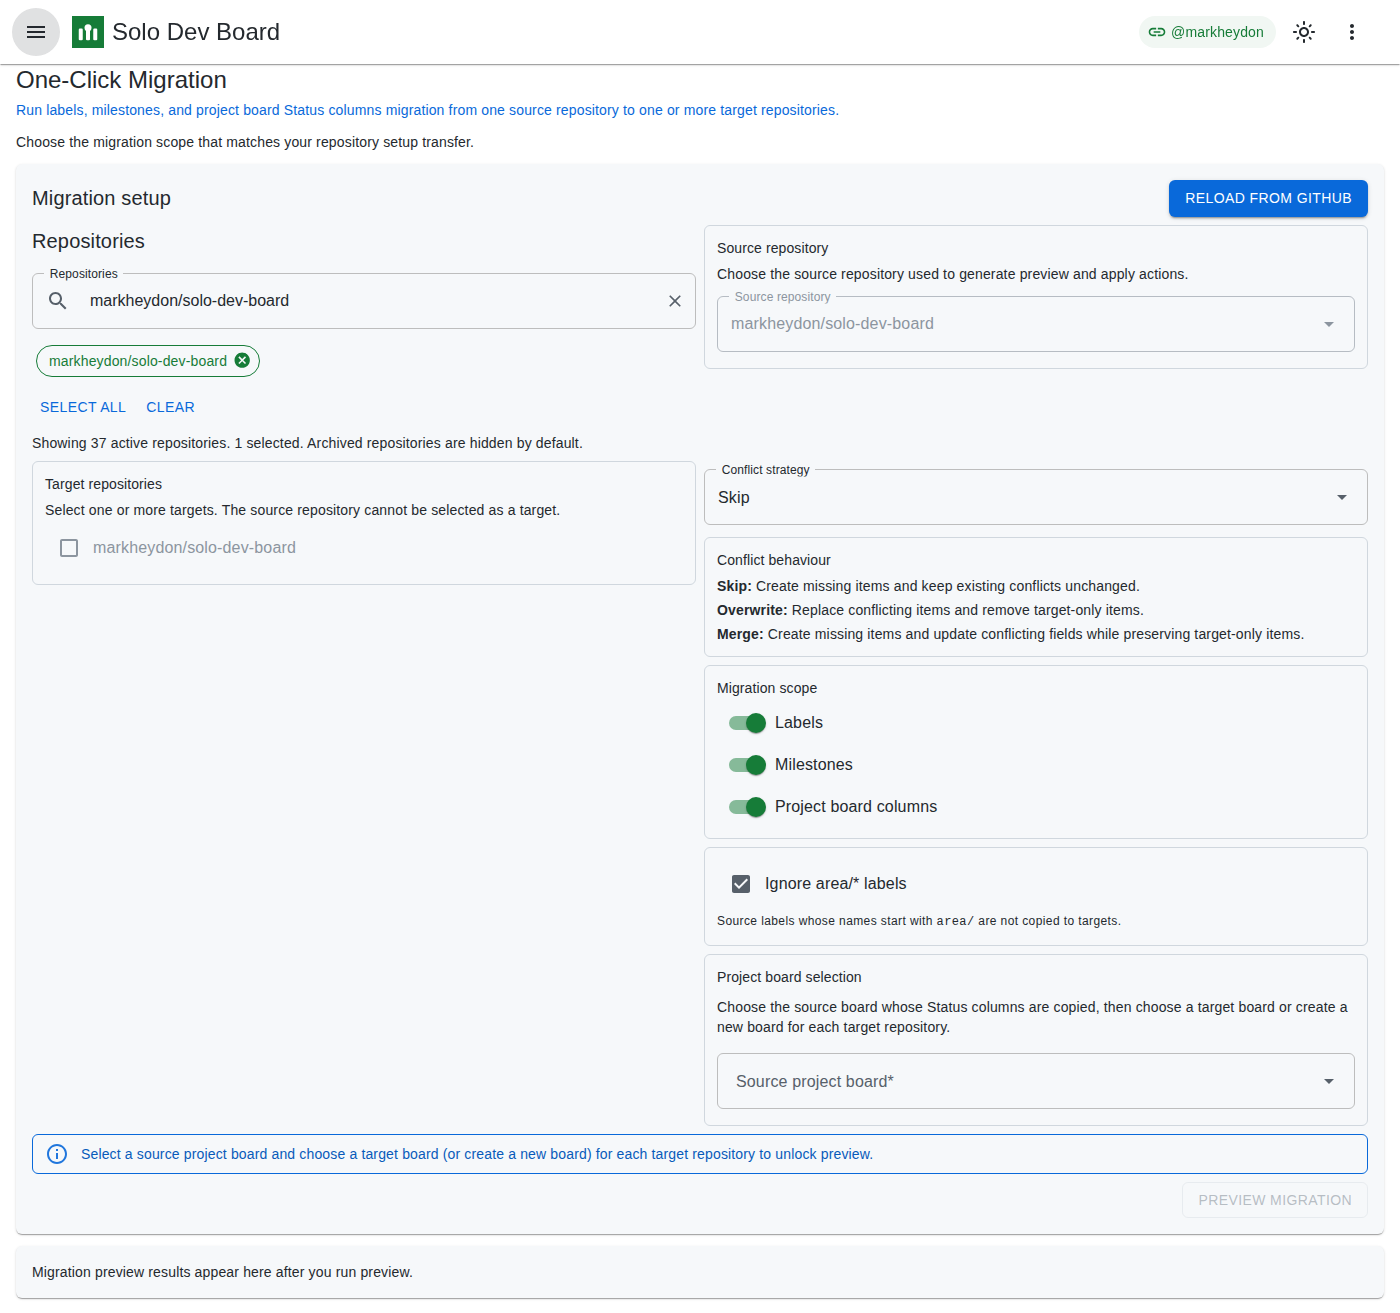 Solo Dev Board
@markheydon
One-Click Migration
Run labels, milestones, and project board Status columns migration from one source repository to one or more target repositories.
Choose the migration scope that matches your repository setup transfer.
Migration setup
RELOAD FROM GITHUB
Repositories
Repositories
markheydon/solo-dev-board
markheydon/solo-dev-board
SELECT ALL CLEAR
Showing 37 active repositories. 1 selected. Archived repositories are hidden by default.
Source repository
Choose the source repository used to generate preview and apply actions.
Source repository
markheydon/solo-dev-board
Target repositories
Select one or more targets. The source repository cannot be selected as a target.
markheydon/solo-dev-board
Conflict strategy
Skip
Conflict behaviour
Skip: Create missing items and keep existing conflicts unchanged.
Overwrite: Replace conflicting items and remove target-only items.
Merge: Create missing items and update conflicting fields while preserving target-only items.
Migration scope
Labels
Milestones
Project board columns
Ignore area/* labels
Source labels whose names start with area/ are not copied to targets.
Project board selection
Choose the source board whose Status columns are copied, then choose a target board or create a
new board for each target repository.
Source project board*
Select a source project board and choose a target board (or create a new board) for each target repository to unlock preview.
PREVIEW MIGRATION
Migration preview results appear here after you run preview.